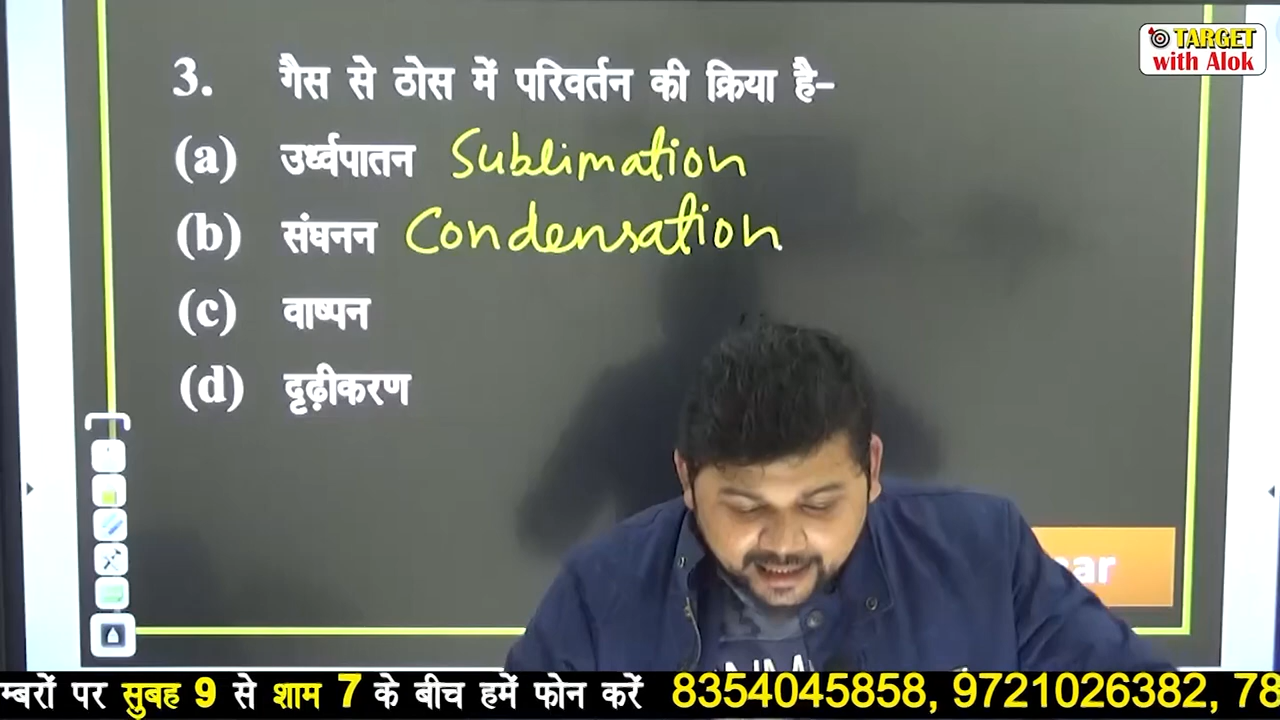 TARGET
with Alok
3. गैस से ठोस में परिवर्तन की क्रिया है-
(a) उर्ध्वपातन Sublimation
(b) संघनन Condensation
(c) वाष्पन
(d) दृढ़ीकरण
ar
म्बरों पर सुबह 9 से शाम 7 के बीच हमें फोन करें 8354045858, 9721026382, 78